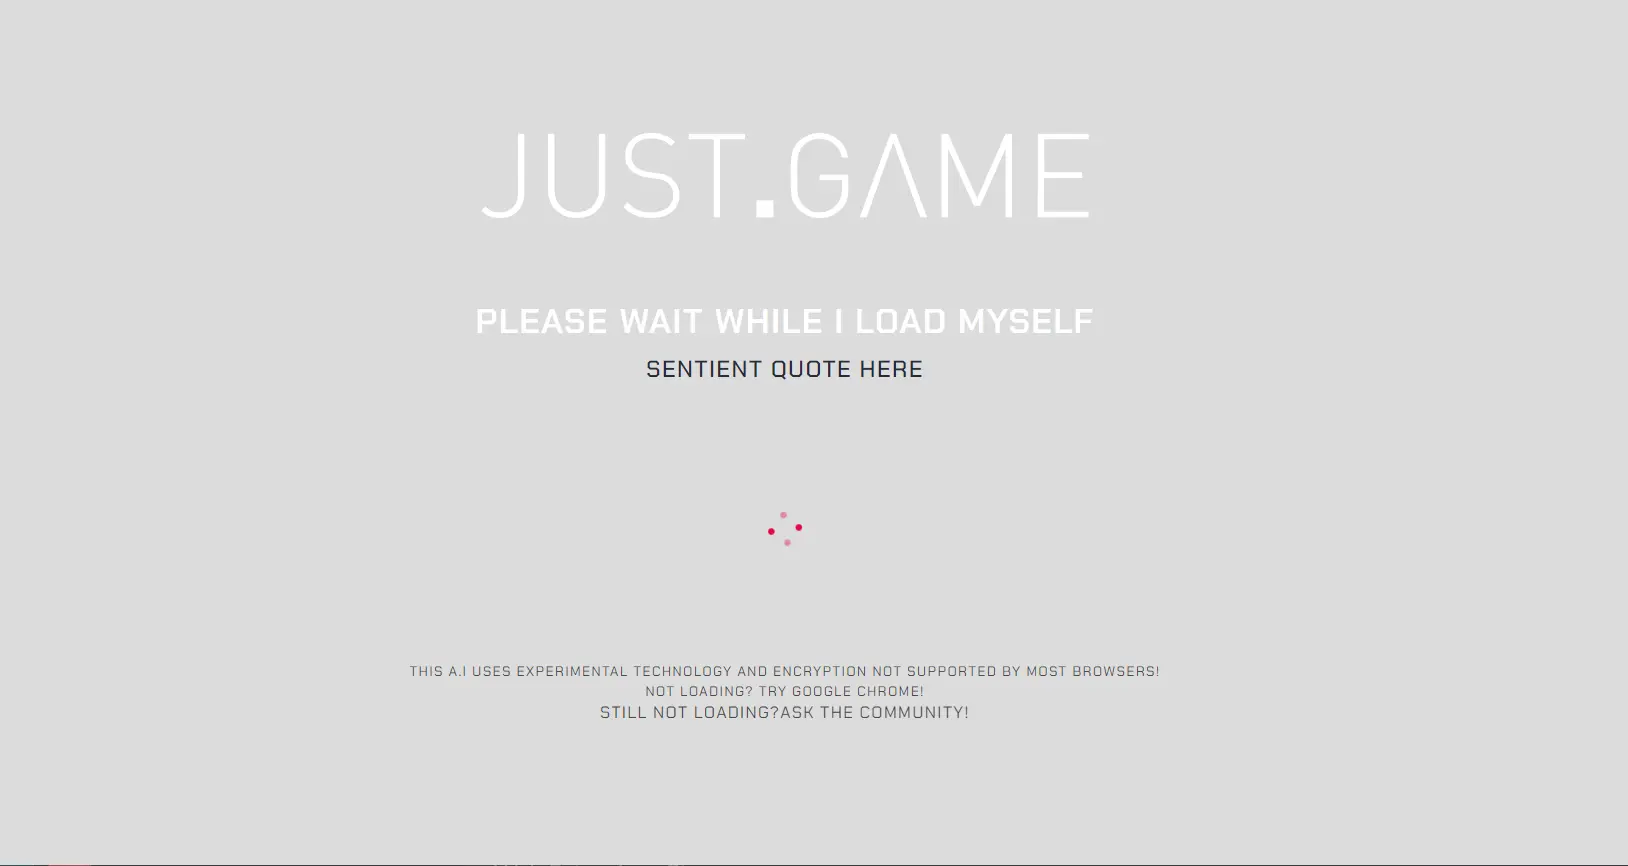 JUST.GAME
PLEASE WAIT WHILE I LOAD MYSELF
SENTIENT QUOTE HERE
THIS A.I USES EXPERIMENTAL TECHNOLOGY AND ENCRYPTION NOT SUPPORTED BY MOST BROWSERS!
NOT LOADING? TRY GOOGLE CHROME!
STILL NOT LOADING?ASK THE COMMUNITY!